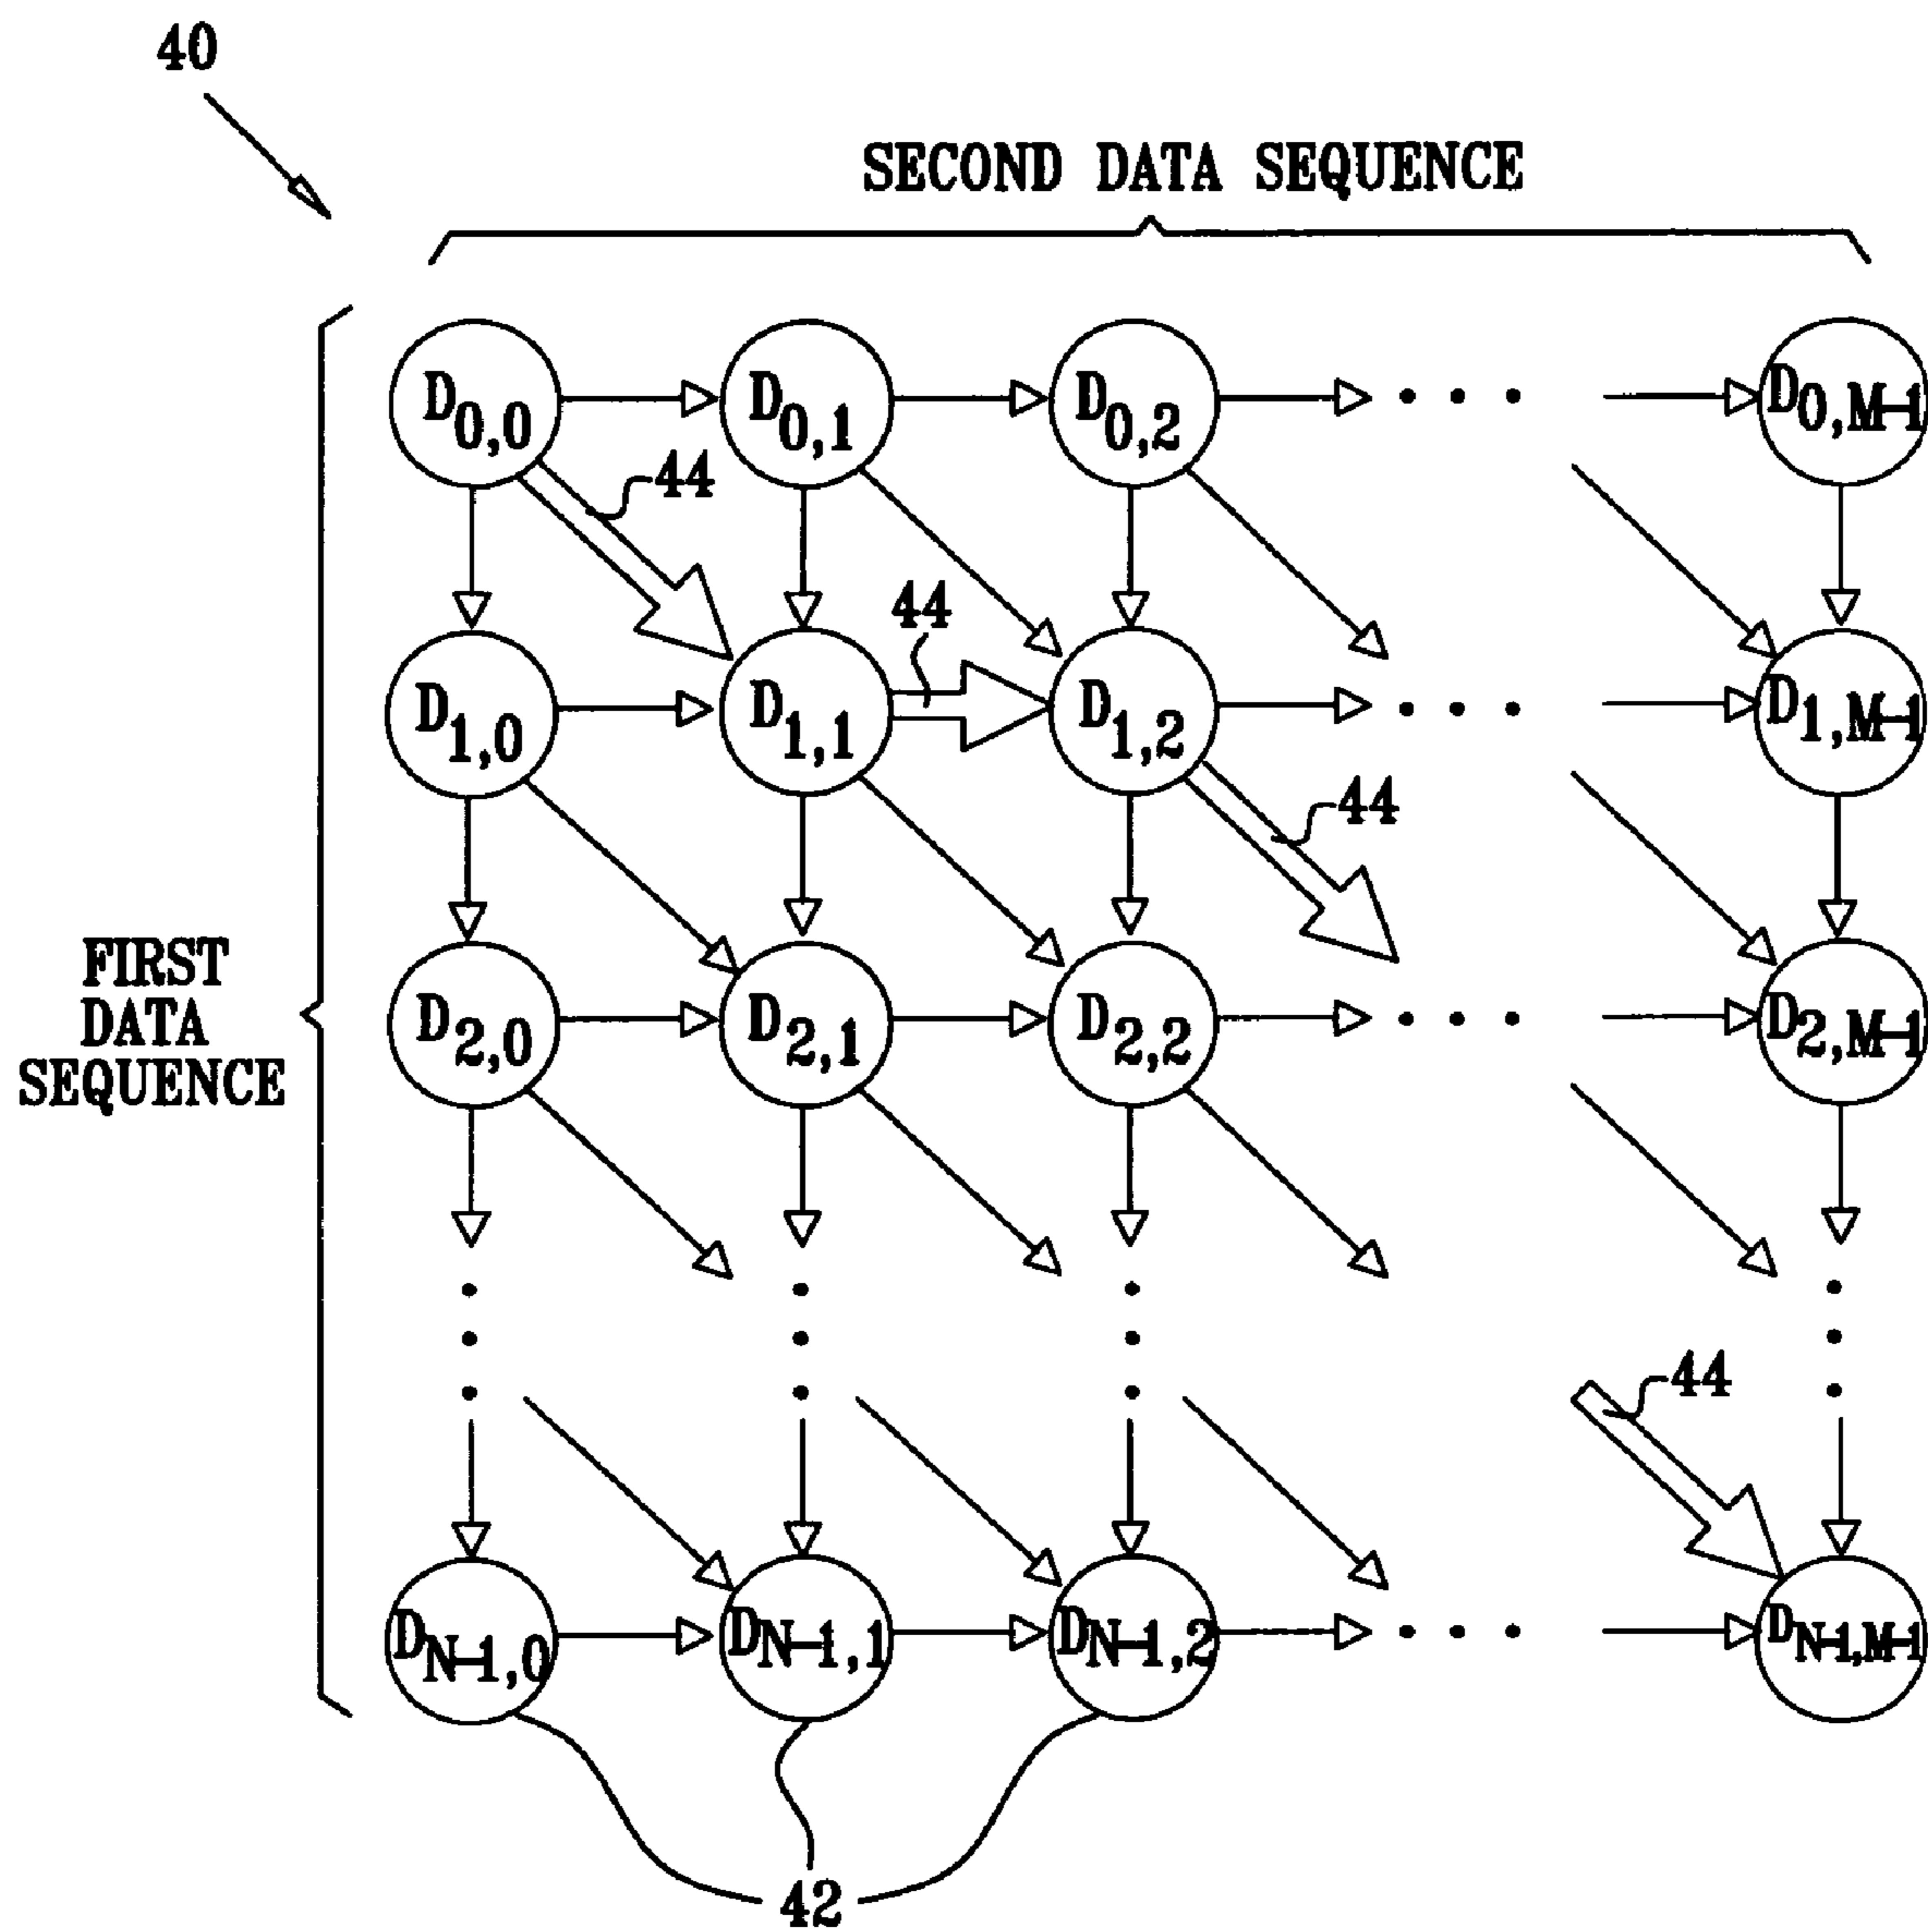 40
SECOND DATA SEQUENCE
D0,0 D0,1 D0,2 . . . D0,M-1
44
44
D1,0 D1,1 D1,2 . . . D1,M-1
44
FIRST
DATA
SEQUENCE
D2,0 D2,1 D2,2 . . . D2,M-1
44
DN-1,0 DN-1,1 DN-1,2 . . . DN-1,M-1
42